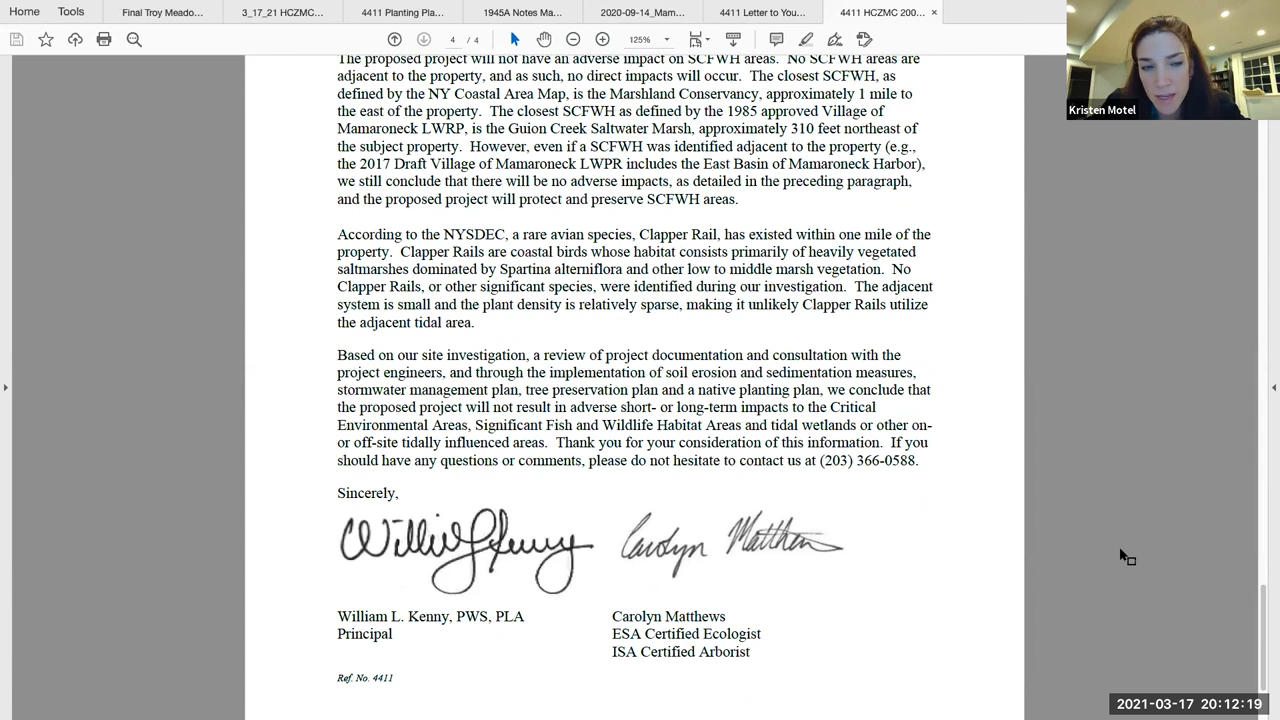 Home
Tools
Final Troy Meado...
3_17_21 HCZMC...
4411 Planting Pla...
1945A Notes Ma...
2020-09-14_Mam...
4411 Letter to You...
4411 HCZMC 200...
×
4 / 4
125%
Kristen Motel
The proposed project will not have an adverse impact on SCFWH areas. No SCFWH areas are
adjacent to the property, and as such, no direct impacts will occur. The closest SCFWH, as
defined by the NY Coastal Area Map, is the Marshland Conservancy, approximately 1 mile to
the east of the property. The closest SCFWH as defined by the 1985 approved Village of
Mamaroneck LWRP, is the Guion Creek Saltwater Marsh, approximately 310 feet northeast of
the subject property. However, even if a SCFWH was identified adjacent to the property (e.g.,
the 2017 Draft Village of Mamaroneck LWPR includes the East Basin of Mamaroneck Harbor),
we still conclude that there will be no adverse impacts, as detailed in the preceding paragraph,
and the proposed project will protect and preserve SCFWH areas.
According to the NYSDEC, a rare avian species, Clapper Rail, has existed within one mile of the
property. Clapper Rails are coastal birds whose habitat consists primarily of heavily vegetated
saltmarshes dominated by Spartina alterniflora and other low to middle marsh vegetation. No
Clapper Rails, or other significant species, were identified during our investigation. The adjacent
system is small and the plant density is relatively sparse, making it unlikely Clapper Rails utilize
the adjacent tidal area.
Based on our site investigation, a review of project documentation and consultation with the
project engineers, and through the implementation of soil erosion and sedimentation measures,
stormwater management plan, tree preservation plan and a native planting plan, we conclude that
the proposed project will not result in adverse short- or long-term impacts to the Critical
Environmental Areas, Significant Fish and Wildlife Habitat Areas and tidal wetlands or other on-
or off-site tidally influenced areas. Thank you for your consideration of this information. If you
should have any questions or comments, please do not hesitate to contact us at (203) 366-0588.
Sincerely,
William L Kenny Carolyn Matthews
William L. Kenny, PWS, PLA
Principal
Carolyn Matthews
ESA Certified Ecologist
ISA Certified Arborist
Ref. No. 4411
2021-03-17 20:12:19